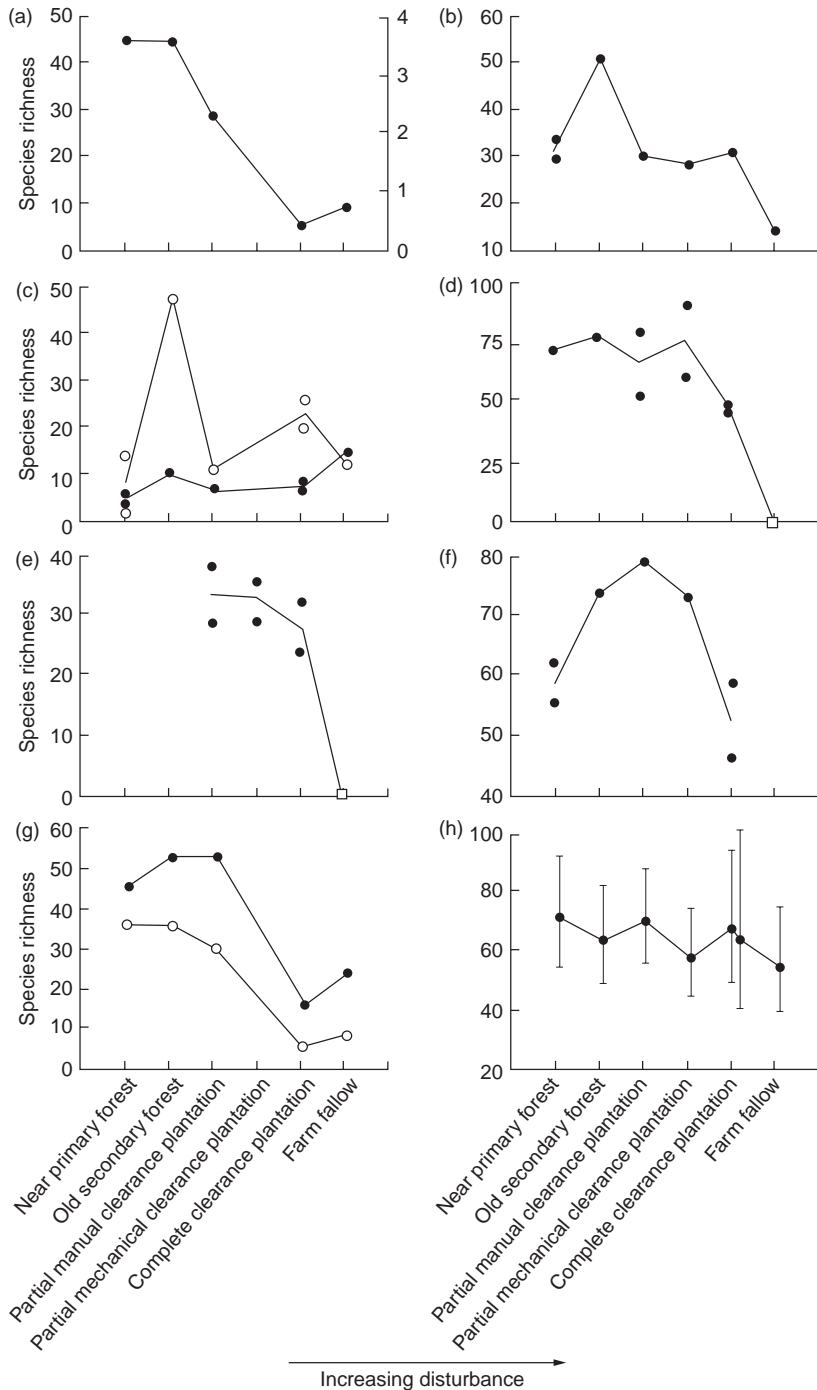 (a)
50
40
30
20
10
0
Species richness
4
3
2
1
0
(b)
60
50
40
30
20
10
(c)
50
40
30
20
10
0
Species richness
(d)
100
75
50
25
0
(e)
40
30
20
10
0
Species richness
(f)
80
70
60
50
40
(g)
60
50
40
30
20
10
0
Species richness
(h)
100
80
60
40
20
Near primary forest
Old secondary forest
Partial manual clearance plantation
Partial mechanical clearance plantation
Complete clearance plantation
Farm fallow
Near primary forest
Old secondary forest
Partial manual clearance plantation
Partial mechanical clearance plantation
Complete clearance plantation
Farm fallow
Increasing disturbance